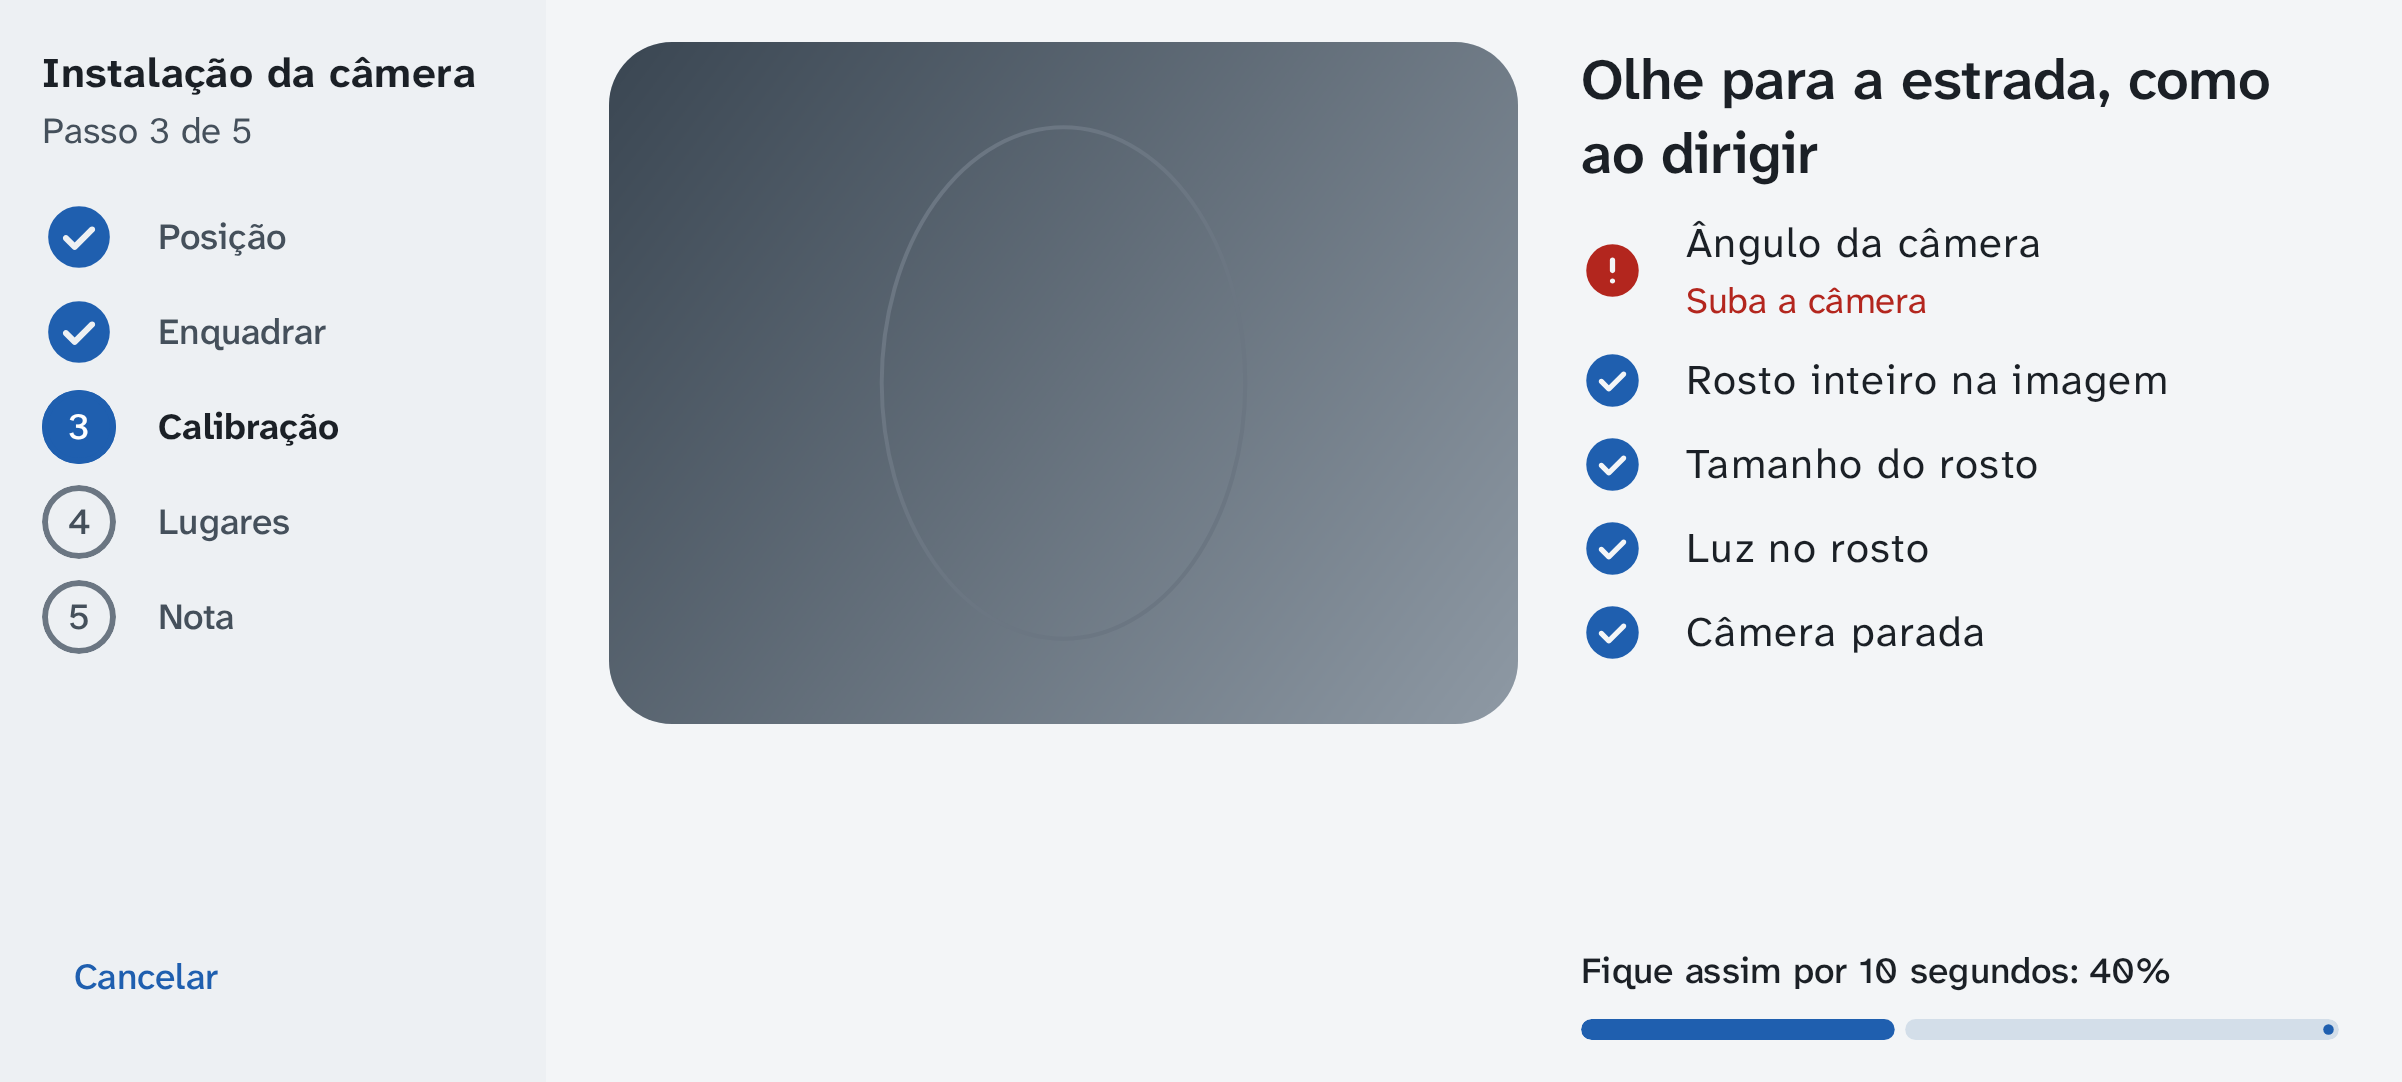 Instalação da câmera
Passo 3 de 5
Posição
Enquadrar
3 Calibração
4 Lugares
5 Nota
Cancelar
Olhe para a estrada, como
ao dirigir
Ângulo da câmera
Suba a câmera
Rosto inteiro na imagem
Tamanho do rosto
Luz no rosto
Câmera parada
Fique assim por 10 segundos: 40%